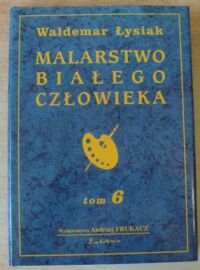 Waldemar Łysiak
MALARSTWO
BIAŁEGO
CZŁOWIEKA
tom 6
Wydawnictwo Andrzej FRUKACZ